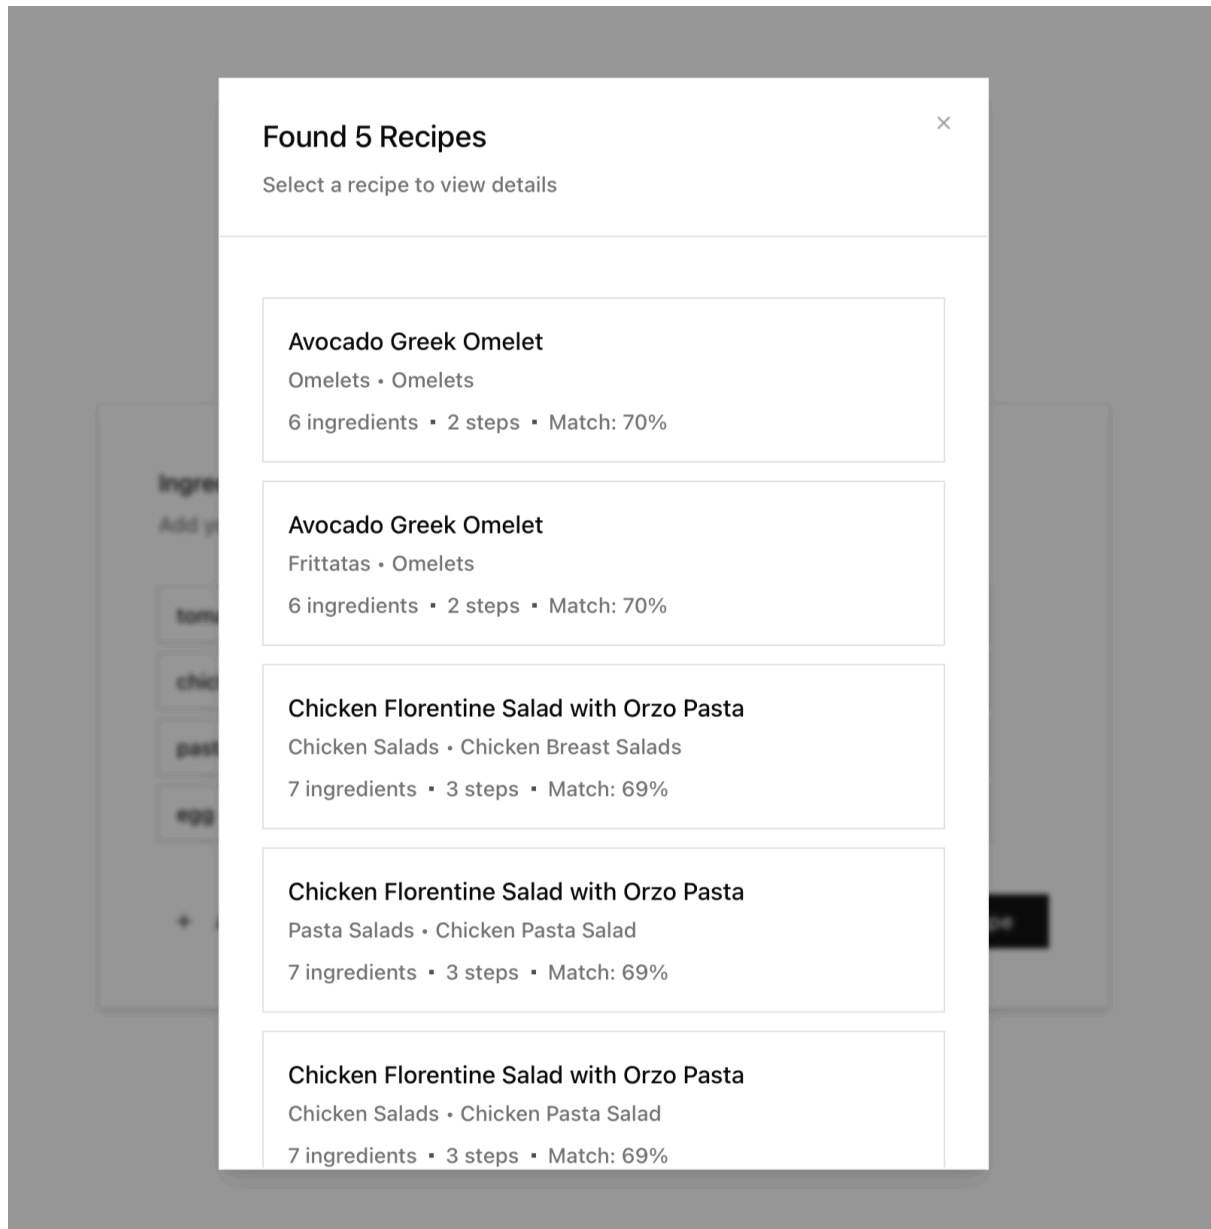 Found 5 Recipes
×
Select a recipe to view details
Avocado Greek Omelet
Omelets • Omelets
6 ingredients ▪ 2 steps ▪ Match: 70%
Avocado Greek Omelet
Frittatas • Omelets
6 ingredients ▪ 2 steps ▪ Match: 70%
Chicken Florentine Salad with Orzo Pasta
Chicken Salads • Chicken Breast Salads
7 ingredients ▪ 3 steps ▪ Match: 69%
Chicken Florentine Salad with Orzo Pasta
Pasta Salads • Chicken Pasta Salad
7 ingredients ▪ 3 steps ▪ Match: 69%
Chicken Florentine Salad with Orzo Pasta
Chicken Salads • Chicken Pasta Salad
7 ingredients ▪ 3 steps ▪ Match: 69%
Add
egg
+